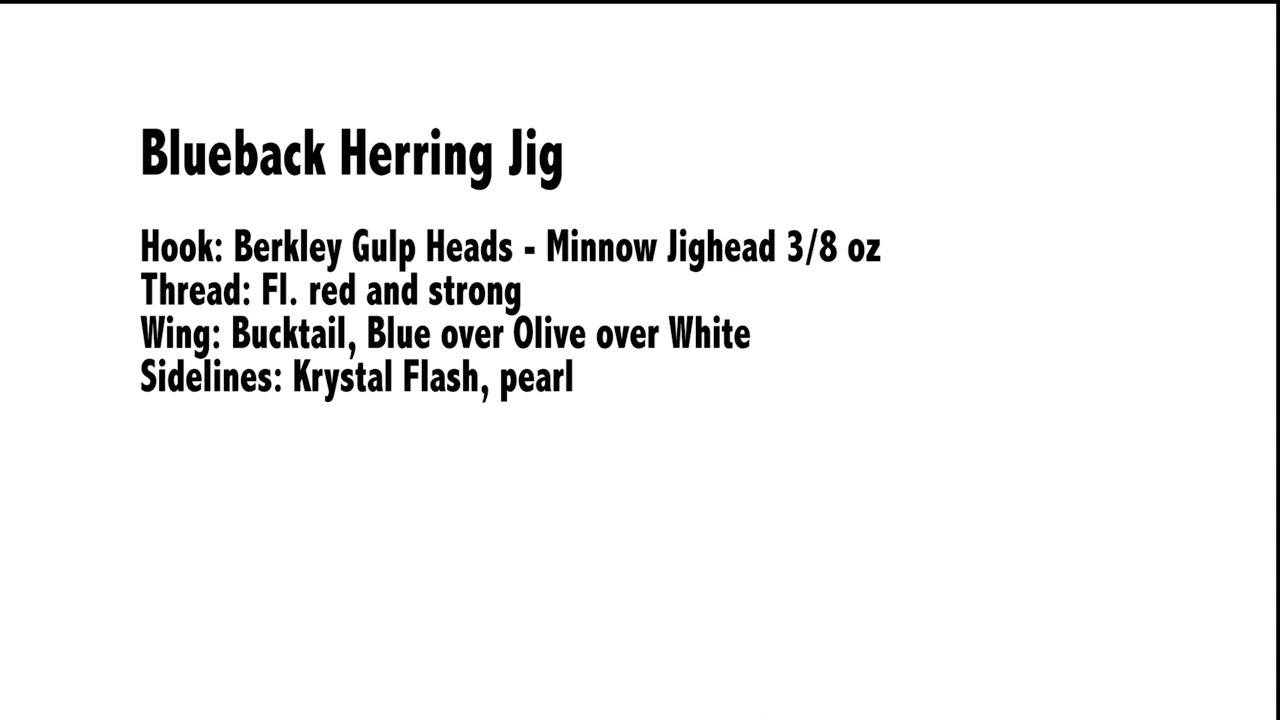 Blueback Herring Jig
Hook: Berkley Gulp Heads - Minnow Jighead 3/8 oz
Thread: Fl. red and strong
Wing: Bucktail, Blue over Olive over White
Sidelines: Krystal Flash, pearl